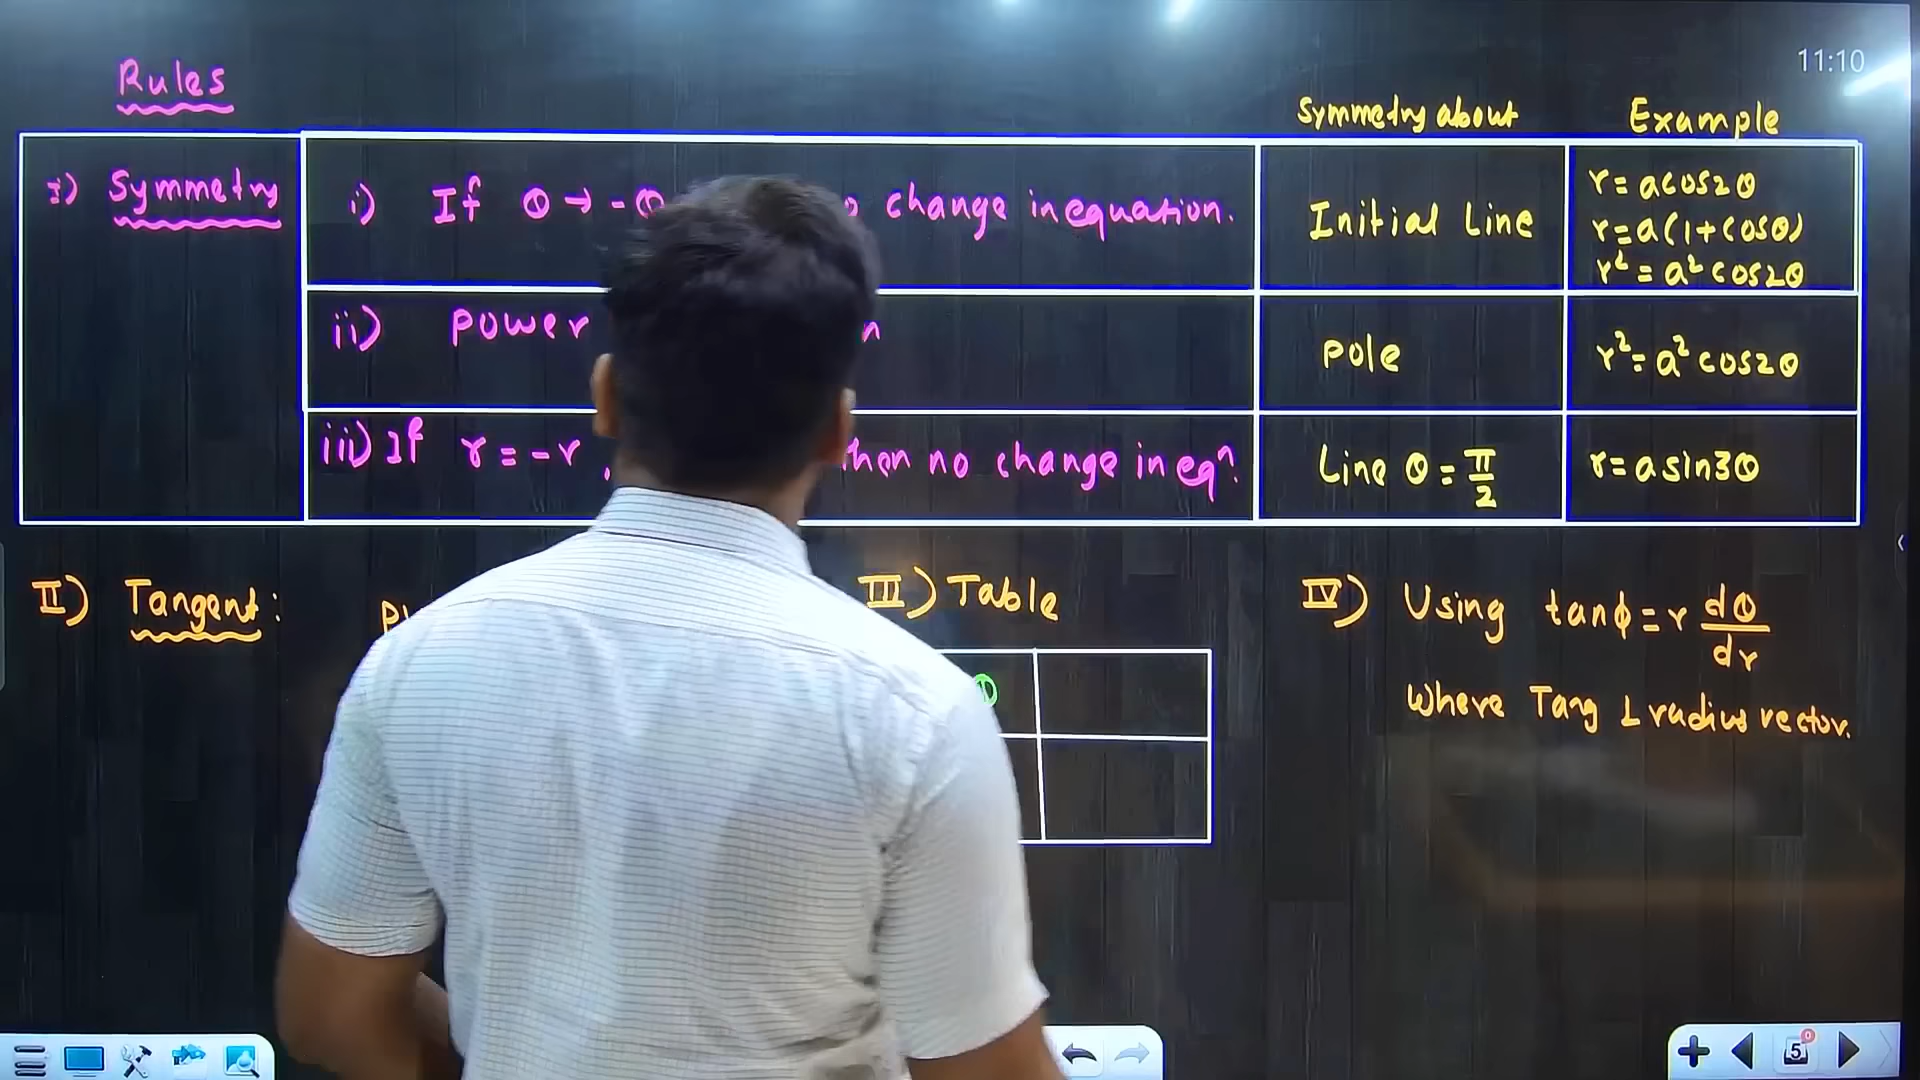 11:10
Rules
Symmetry about Example
I) Symmetry i) If θ → -θ change in equation. Initial Line
r = a cos2θ
r = a(1+cosθ)
r² = a² cos2θ
ii) power pole r² = a² cos2θ
iii) If r = -r , then no change in eqⁿ. Line θ = π/2 r = a sin3θ
II) Tangent:
III) Table
θ
IV) Using tanφ = r dθ/dr
where Tang ⊥ radius vector.
5
0